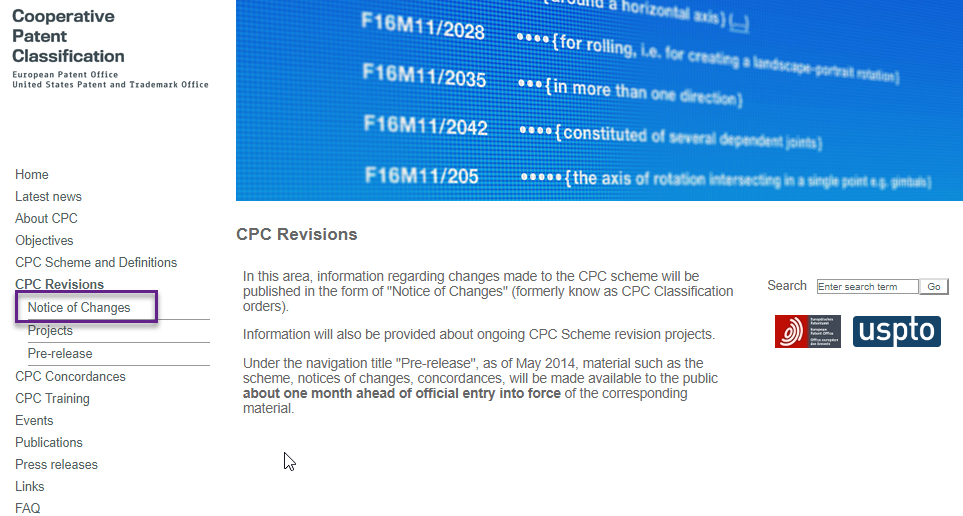 Cooperative
Patent
Classification
European Patent Office
United States Patent and Trademark Office
around a horizontal axis} {...}
F16M11/2028 ••••{for rolling, i.e. for creating a landscape-portrait rotation}
F16M11/2035 •••{in more than one direction}
F16M11/2042 ••••{constituted of several dependent joints}
F16M11/205 •••••{the axis of rotation intersecting in a single point e.g. gimbals}
Home
Latest news
About CPC
Objectives
CPC Scheme and Definitions
CPC Revisions
Notice of Changes
Projects
Pre-release
CPC Concordances
CPC Training
Events
Publications
Press releases
Links
FAQ
CPC Revisions
In this area, information regarding changes made to the CPC scheme will be
published in the form of "Notice of Changes" (formerly know as CPC Classification
orders).
Information will also be provided about ongoing CPC Scheme revision projects.
Under the navigation title "Pre-release", as of May 2014, material such as the
scheme, notices of changes, concordances, will be made available to the public
about one month ahead of official entry into force of the corresponding
material.
Search Enter search term Go
Europäisches
Patentamt
European
Patent Office
Office européen
des brevets
uspto